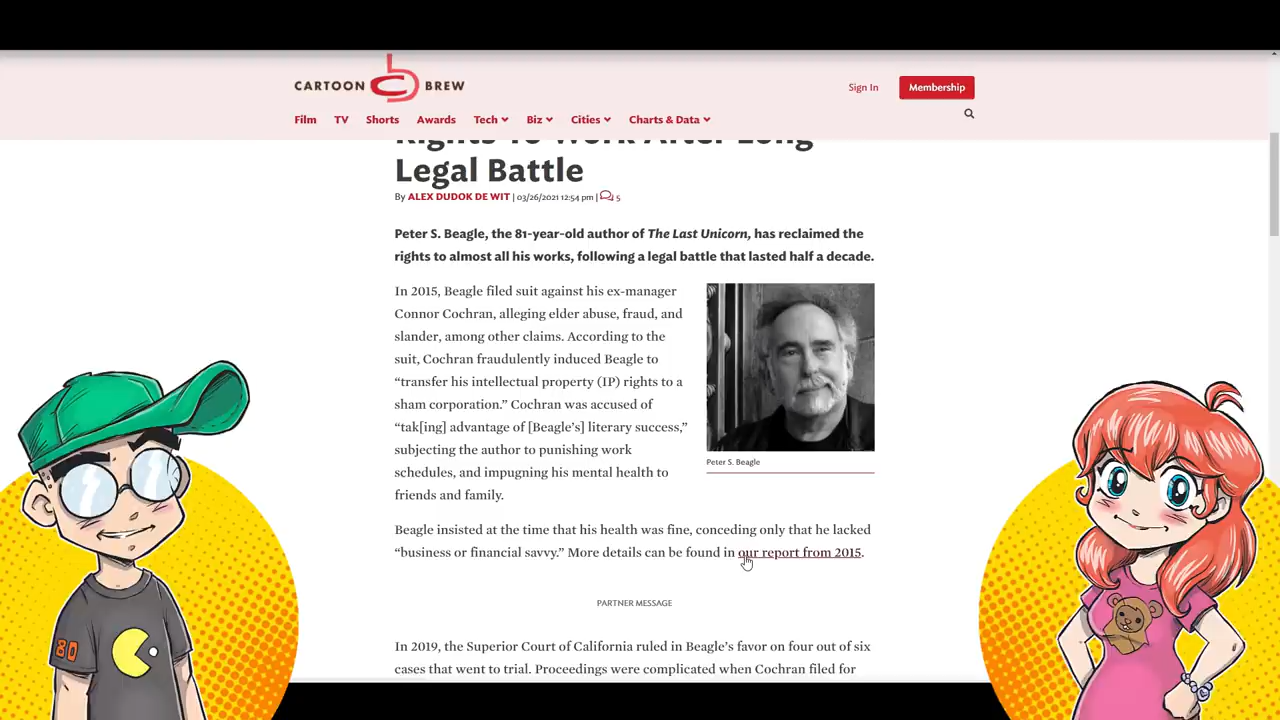 CARTOON BREW
Sign In
Membership
Film
TV
Shorts
Awards
Tech
Biz
Cities
Charts & Data
Rights To Work After Long
Legal Battle
By ALEX DUDOK DE WIT | 03/26/2021 12:54 pm | 5
Peter S. Beagle, the 81-year-old author of The Last Unicorn, has reclaimed the
rights to almost all his works, following a legal battle that lasted half a decade.
In 2015, Beagle filed suit against his ex-manager
Connor Cochran, alleging elder abuse, fraud, and
slander, among other claims. According to the
suit, Cochran fraudulently induced Beagle to
“transfer his intellectual property (IP) rights to a
sham corporation.” Cochran was accused of
“tak[ing] advantage of [Beagle’s] literary success,”
subjecting the author to punishing work
schedules, and impugning his mental health to
friends and family.
Peter S. Beagle
Beagle insisted at the time that his health was fine, conceding only that he lacked
“business or financial savvy.” More details can be found in our report from 2015.
PARTNER MESSAGE
In 2019, the Superior Court of California ruled in Beagle’s favor on four out of six
cases that went to trial. Proceedings were complicated when Cochran filed for
80